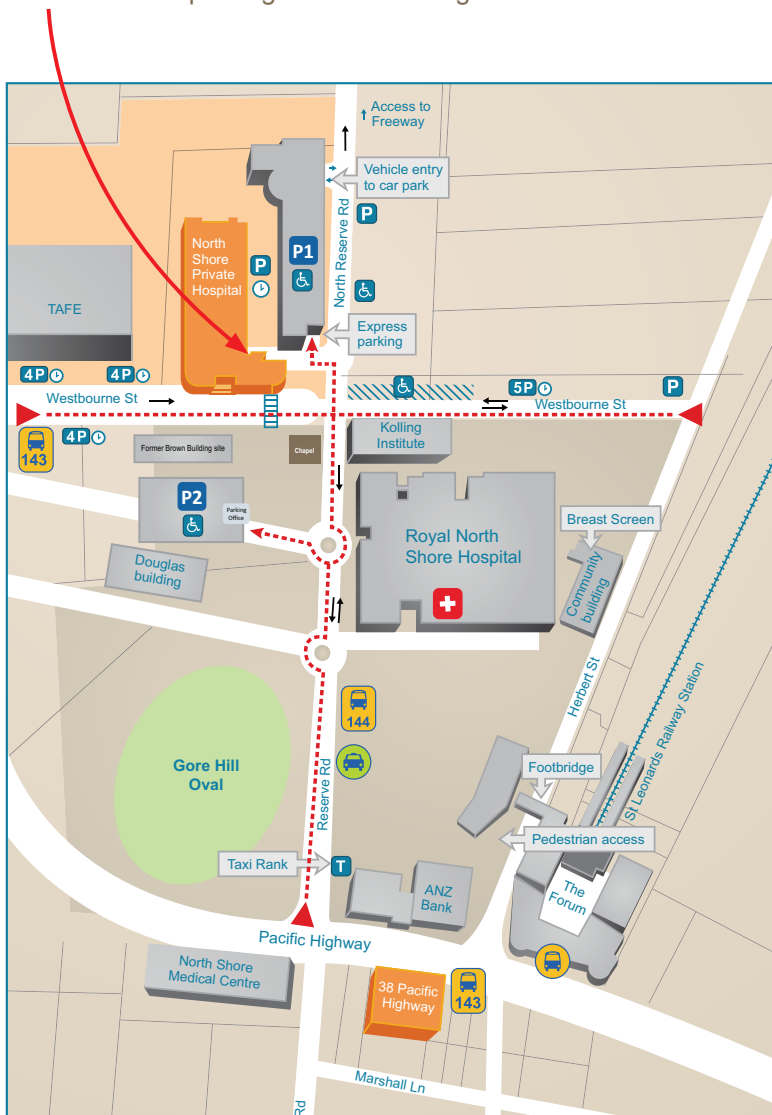 Access to
Freeway
Vehicle entry
to car park
P
North
Shore
Private
Hospital
P
P1
North Reserve Rd
TAFE
Express
parking
4P
4P
5P
P
Westbourne St
Westbourne St
143
4P
Former Brown Building site
Chapel
Kolling
Institute
P2
Parking
Office
Royal North
Shore Hospital
Breast Screen
Douglas
building
Community
building
Herbert St
St Leonards Railway Station
144
Gore Hill
Oval
Reserve Rd
Footbridge
Pedestrian access
Taxi Rank
T
ANZ
Bank
The
Forum
Pacific Highway
North Shore
Medical Centre
38 Pacific
Highway
143
Marshall Ln
Rd